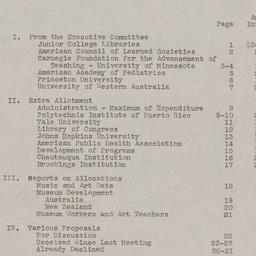 Page
I. From the Executive Committee
Junior College Libraries 1
American Council of Learned Societies 2
Carnegie Foundation for the Advancement of
Teaching - University of Minnesota 3-4
American Academy of Pediatrics 5
Princeton University 6
University of Western Australia 7
II. Extra Allotment
Administration - Maximum of Expenditure 8
Polytechnic Institute of Puerto Rico 9-10
Yale University 11
Library of Congress 12
Johns Hopkins University 13
American Public Health Association 14
Development of Programs 15
Chautauqua Institution 16
Brookings Institution 17
III. Reports on Allocations
Music and Art Sets 18
Museum Development
Australia 19
New Zealand 20
Museum Workers and Art Teachers 21
IV. Various Proposals
For Discussion 22
Received Since Last Meeting 23-27
Already Declined 28-31